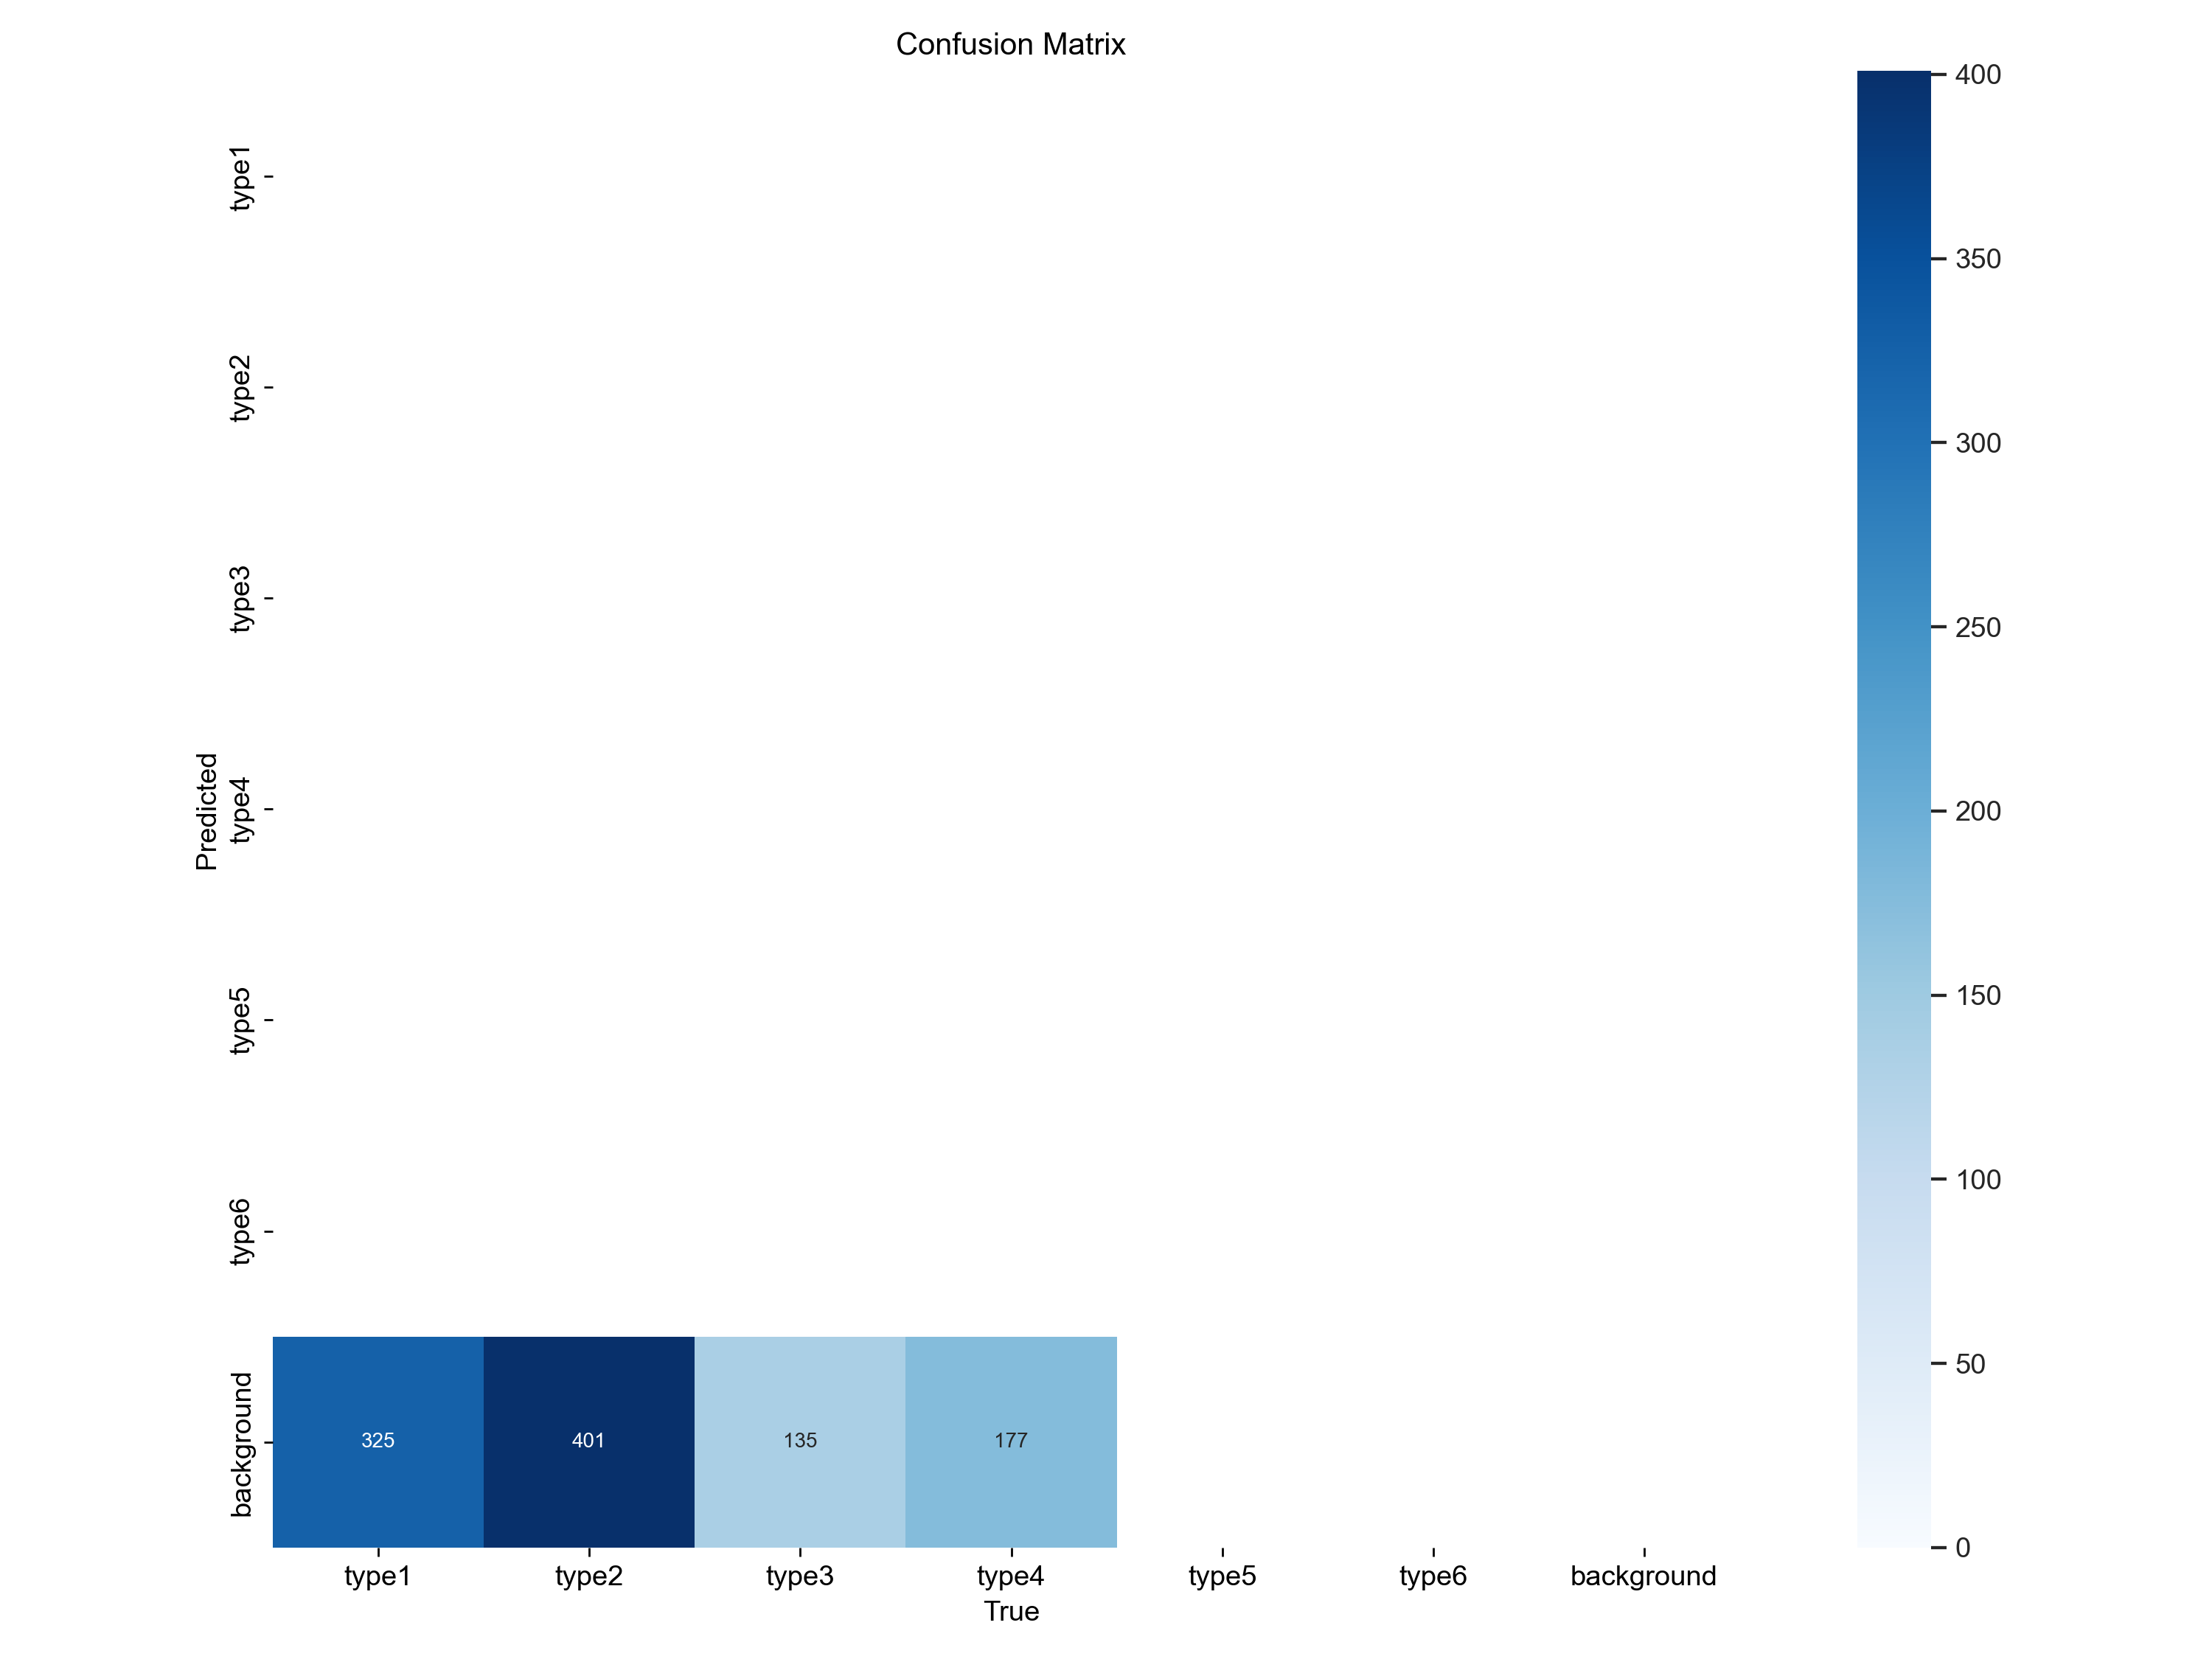 Confusion Matrix
type1
type2
type3
type4
type5
type6
background
Predicted
325 401 135 177
type1 type2 type3 type4 type5 type6 background
True
400
350
300
250
200
150
100
50
0